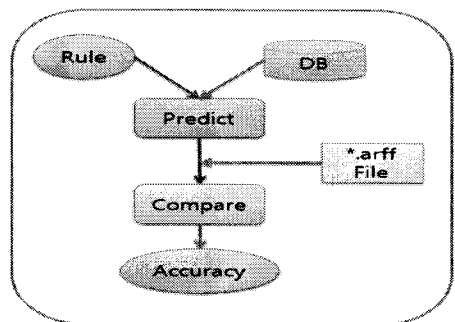 Rule
DB
Predict
*.arff
File
Compare
Accuracy